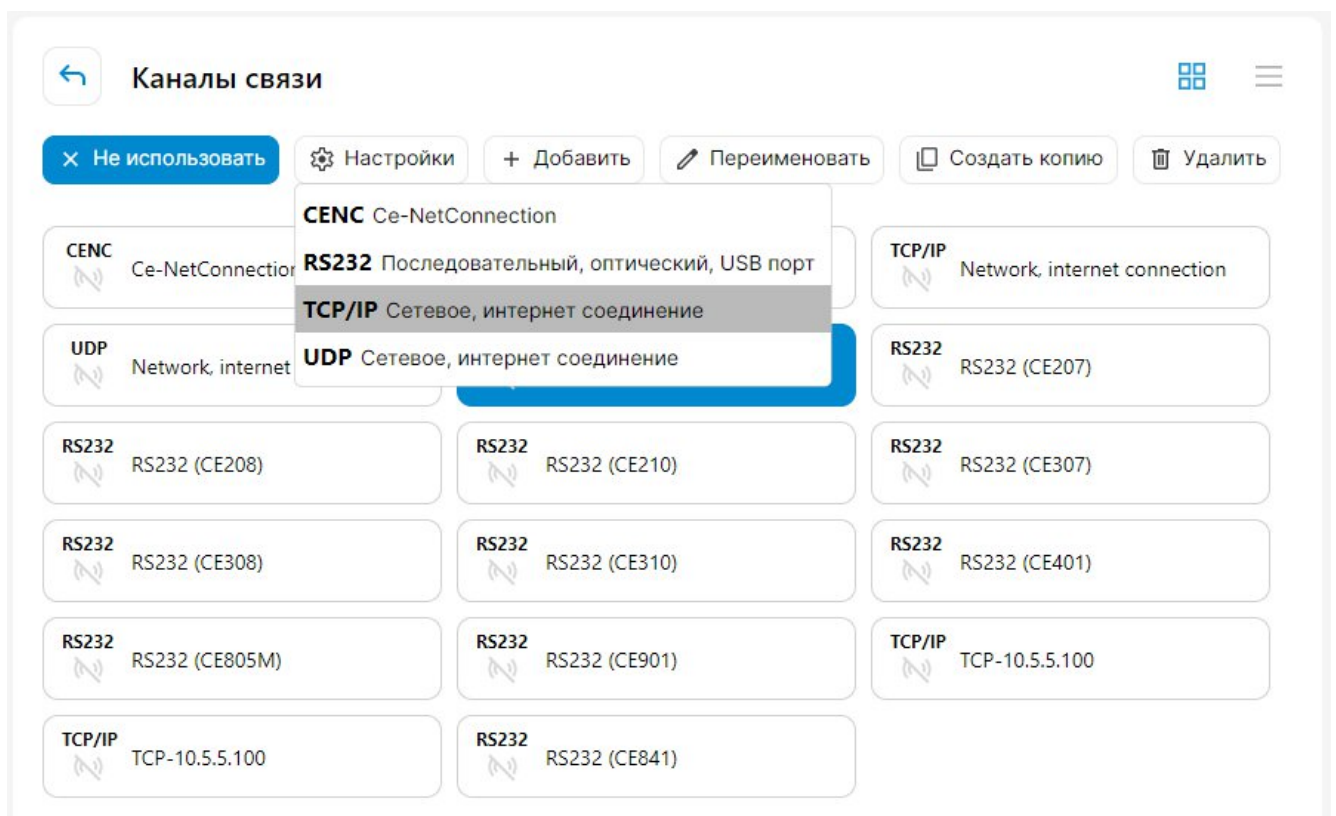 Каналы связи
Не использовать
Настройки
+ Добавить
Переименовать
Создать копию
Удалить
CENC Ce-NetConnection
RS232 Последовательный, оптический, USB порт
TCP/IP Сетевое, интернет соединение
UDP Сетевое, интернет соединение
CENC
Ce-NetConnection
TCP/IP
Network, internet connection
UDP
Network, internet
RS232
RS232 (CE207)
RS232
RS232 (CE208)
RS232
RS232 (CE210)
RS232
RS232 (CE307)
RS232
RS232 (CE308)
RS232
RS232 (CE310)
RS232
RS232 (CE401)
RS232
RS232 (CE805M)
RS232
RS232 (CE901)
TCP/IP
TCP-10.5.5.100
TCP/IP
TCP-10.5.5.100
RS232
RS232 (CE841)